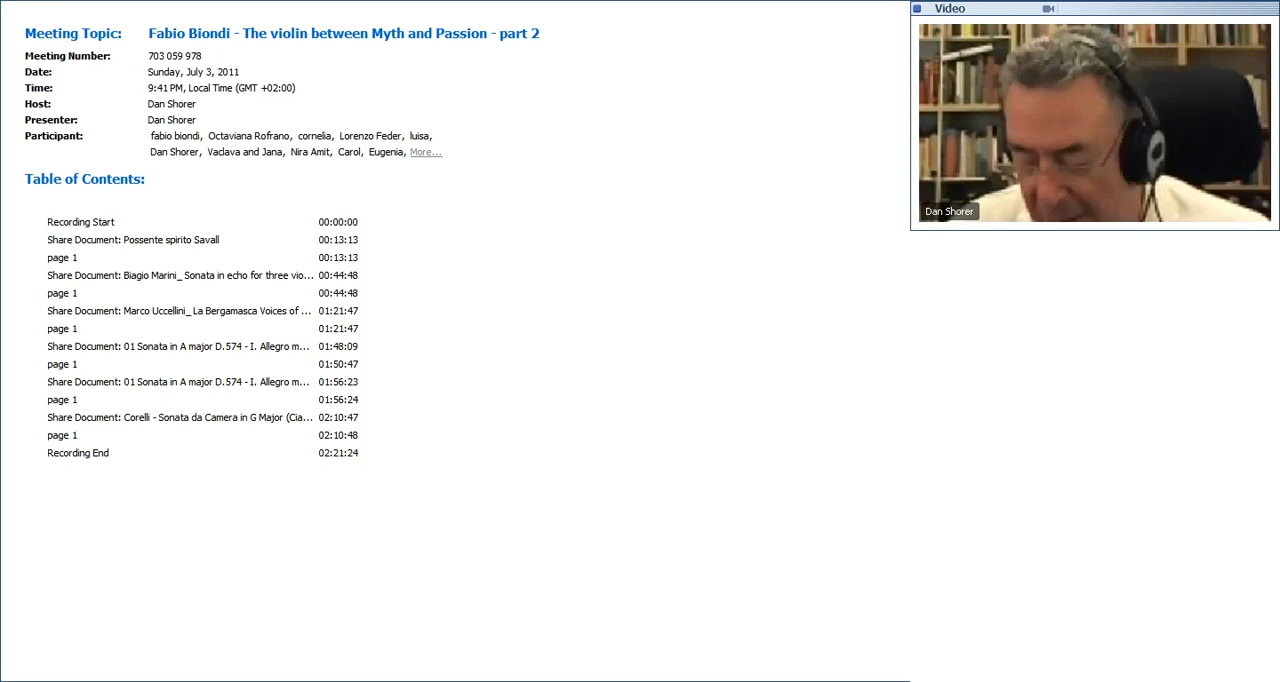 Meeting Topic: Fabio Biondi - The violin between Myth and Passion - part 2
Meeting Number: 703 059 978
Date: Sunday, July 3, 2011
Time: 9:41 PM, Local Time (GMT +02:00)
Host: Dan Shorer
Presenter: Dan Shorer
Participant: fabio biondi, Octaviana Rofrano, cornelia, Lorenzo Feder, luisa,
Dan Shorer, Vaclava and Jana, Nira Amit, Carol, Eugenia, More...
Table of Contents:
Recording Start 00:00:00
Share Document: Possente spirito Savall 00:13:13
page 1 00:13:13
Share Document: Biagio Marini_ Sonata in echo for three vio... 00:44:48
page 1 00:44:48
Share Document: Marco Uccellini_ La Bergamasca Voices of ... 01:21:47
page 1 01:21:47
Share Document: 01 Sonata in A major D.574 - I. Allegro m... 01:48:09
page 1 01:50:47
Share Document: 01 Sonata in A major D.574 - I. Allegro m... 01:56:23
page 1 01:56:24
Share Document: Corelli - Sonata da Camera in G Major (Cia... 02:10:47
page 1 02:10:48
Recording End 02:21:24
Video
Dan Shorer